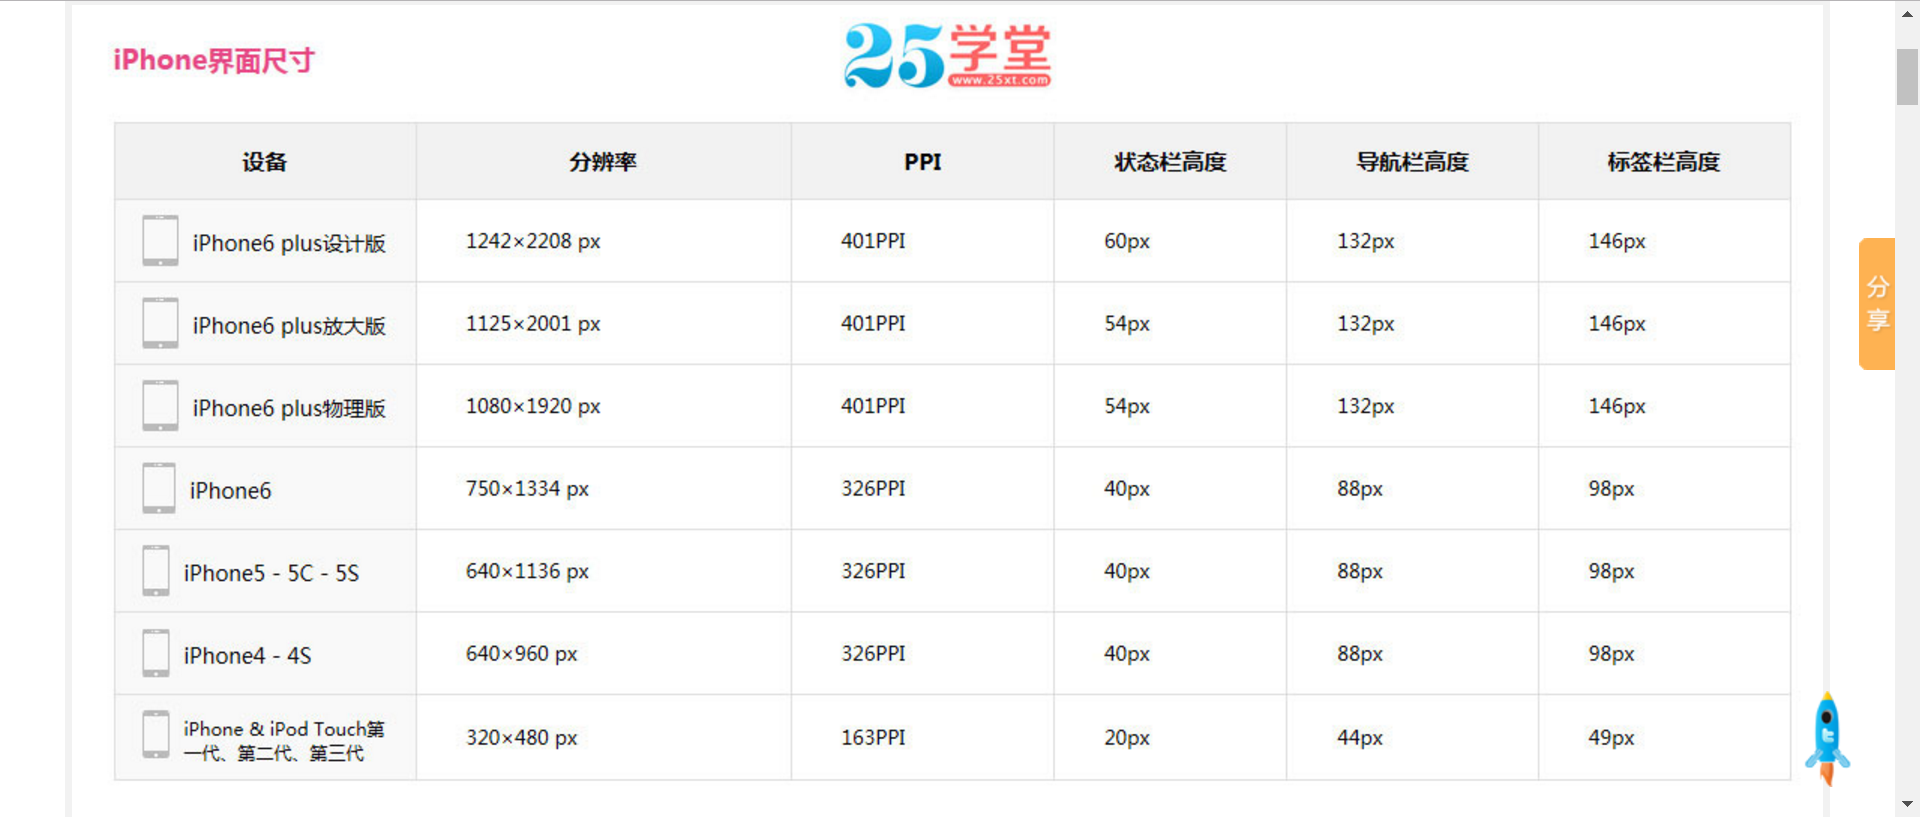 iPhone界面尺寸
25学堂
www.25xt.com
设备 分辨率 PPI 状态栏高度 导航栏高度 标签栏高度
iPhone6 plus设计版 1242×2208 px 401PPI 60px 132px 146px
iPhone6 plus放大版 1125×2001 px 401PPI 54px 132px 146px
iPhone6 plus物理版 1080×1920 px 401PPI 54px 132px 146px
iPhone6 750×1334 px 326PPI 40px 88px 98px
iPhone5 - 5C - 5S 640×1136 px 326PPI 40px 88px 98px
iPhone4 - 4S 640×960 px 326PPI 40px 88px 98px
iPhone & iPod Touch第
一代、第二代、第三代 320×480 px 163PPI 20px 44px 49px
分
享